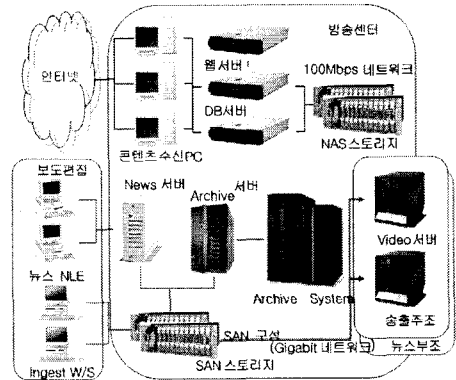 방송센터
인터넷
웹서버
100Mbps 네트워크
DB서버
콘텐츠수신PC
NAS스토리지
보도편집
News 서버
Archive 서버
Video서버
뉴스 NLE
Archive System
송출주조
SAN 구성
(Gigabit 네트워크)
뉴스부조
Ingest W/S
SAN 스토리지